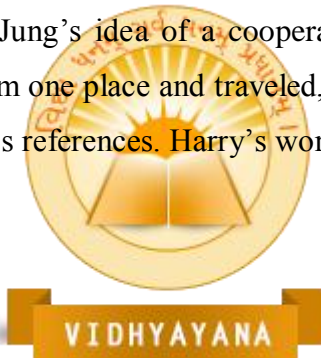 Jung’s idea of a coopera
m one place and traveled,
s references. Harry’s wor
VIDHYAYANA